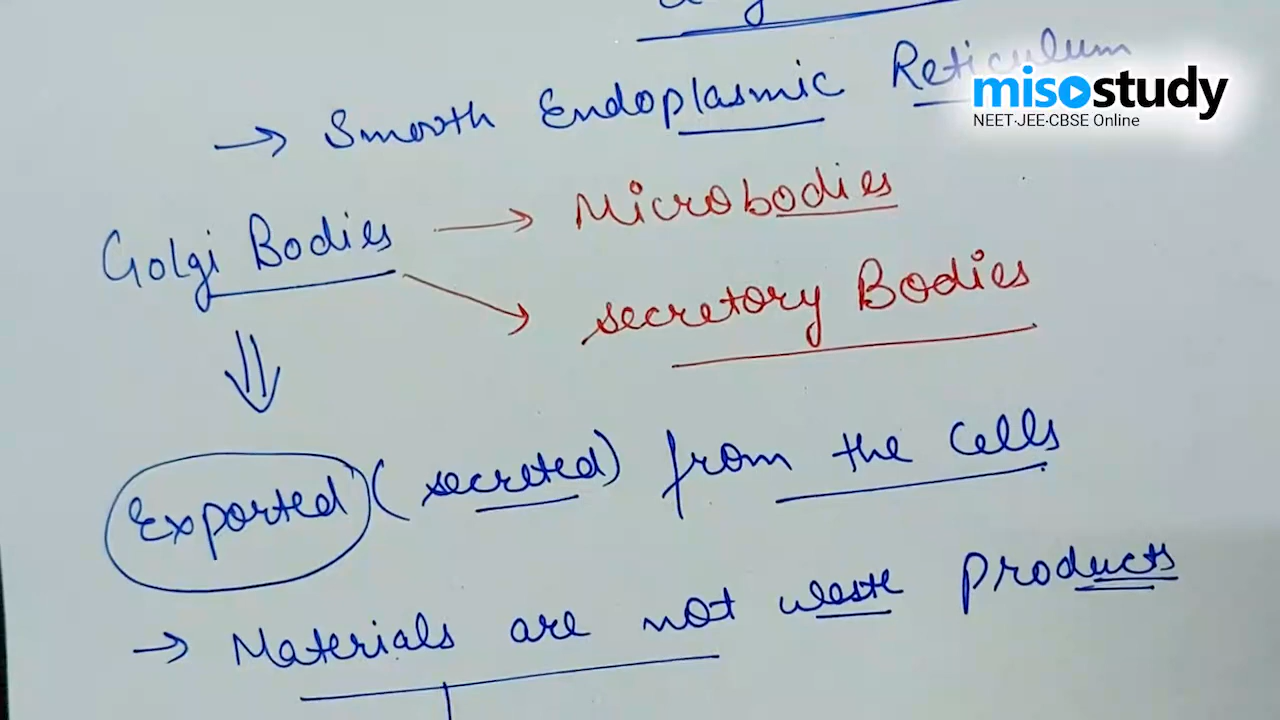 → Smooth Endoplasmic Reticulum
misostudy
NEET-JEE-CBSE Online
Golgi Bodies → Microbodies
→ secretory Bodies
Exported (secreted) from the cells
→ Materials are not waste products